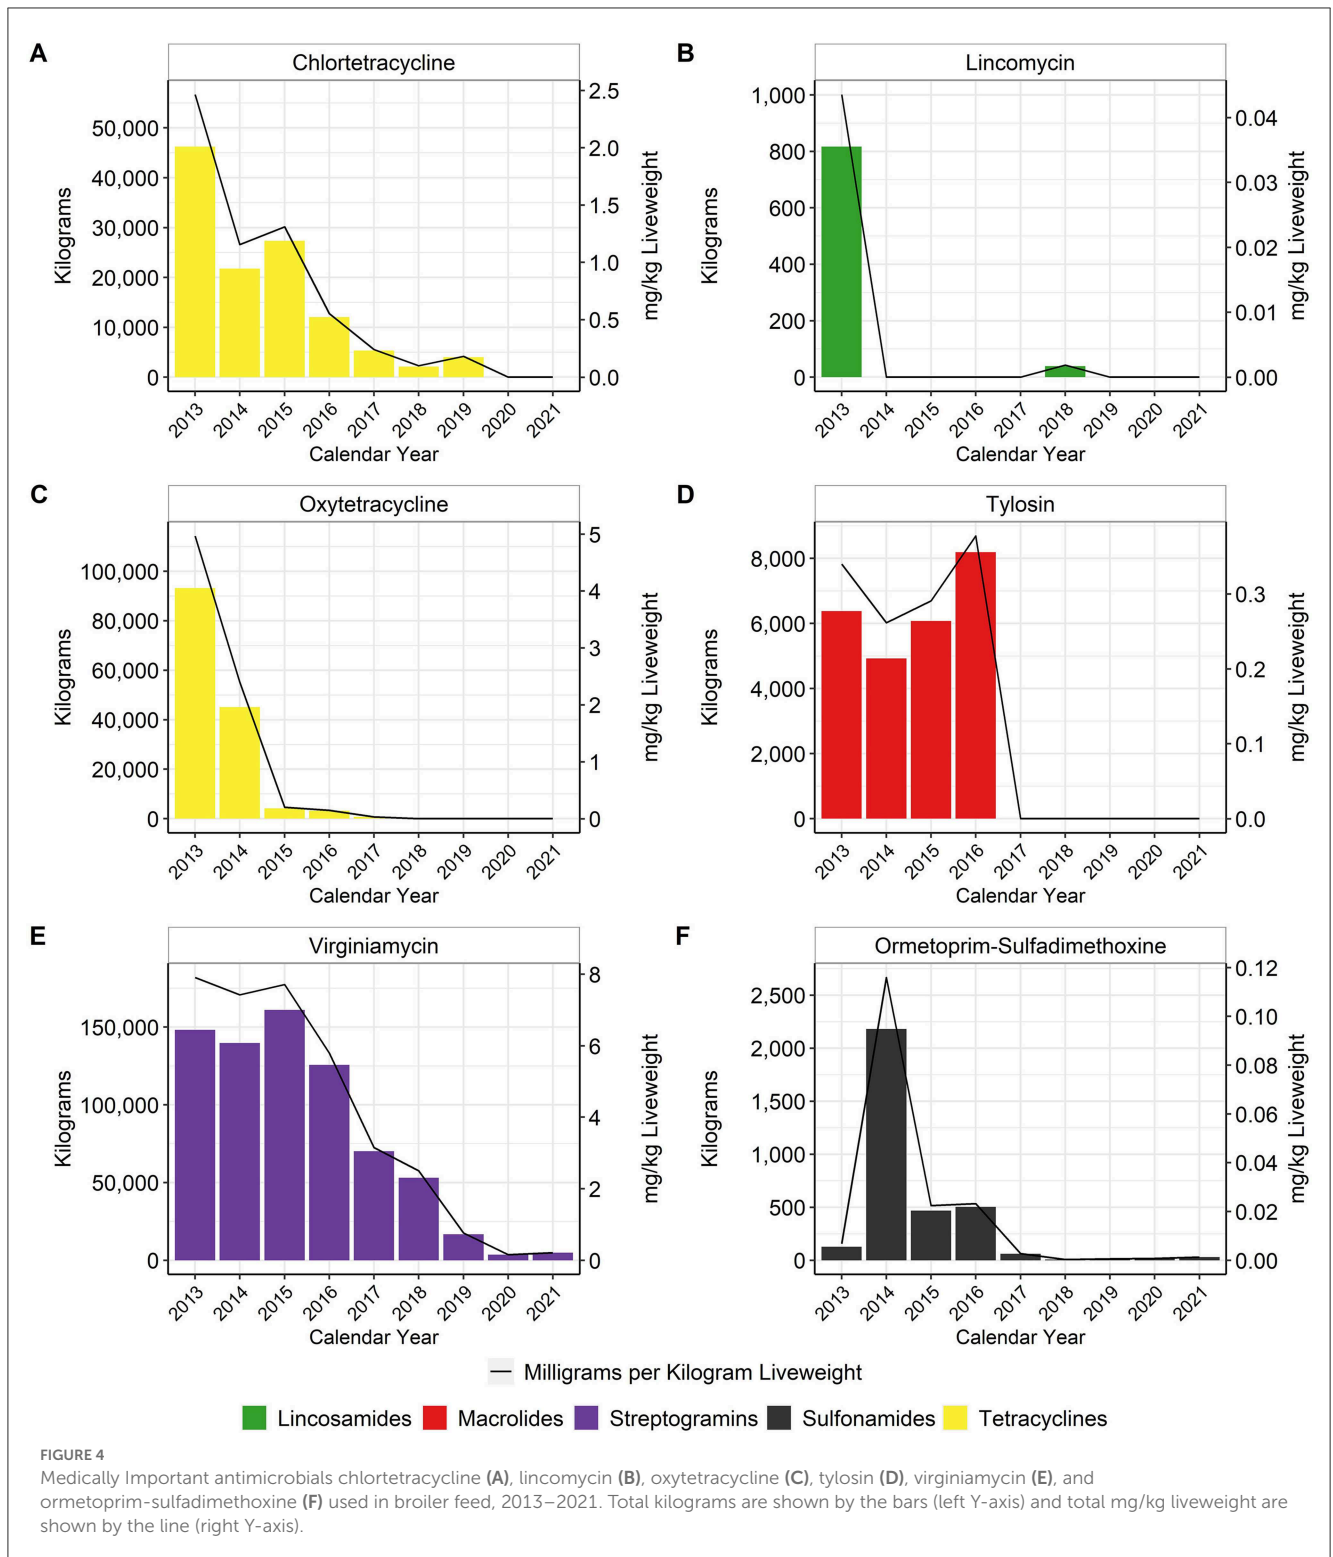 A
Chlortetracycline
50,000
40,000
30,000
20,000
10,000
0
Kilograms
2.5
2.0
1.5
1.0
0.5
0.0
mg/kg Liveweight
2013 2014 2015 2016 2017 2018 2019 2020 2021
Calendar Year
B
Lincomycin
1,000
800
600
400
200
0
Kilograms
0.04
0.03
0.02
0.01
0.00
mg/kg Liveweight
2013 2014 2015 2016 2017 2018 2019 2020 2021
Calendar Year
C
Oxytetracycline
100,000
80,000
60,000
40,000
20,000
0
Kilograms
5
4
3
2
1
0
mg/kg Liveweight
2013 2014 2015 2016 2017 2018 2019 2020 2021
Calendar Year
D
Tylosin
8,000
6,000
4,000
2,000
0
Kilograms
0.3
0.2
0.1
0.0
mg/kg Liveweight
2013 2014 2015 2016 2017 2018 2019 2020 2021
Calendar Year
E
Virginiamycin
150,000
100,000
50,000
0
Kilograms
8
6
4
2
0
mg/kg Liveweight
2013 2014 2015 2016 2017 2018 2019 2020 2021
Calendar Year
F
Ormetoprim-Sulfadimethoxine
2,500
2,000
1,500
1,000
500
0
Kilograms
0.12
0.10
0.08
0.06
0.04
0.02
0.00
mg/kg Liveweight
2013 2014 2015 2016 2017 2018 2019 2020 2021
Calendar Year
Milligrams per Kilogram Liveweight
Lincosamides Macrolides Streptogramins Sulfonamides Tetracyclines
FIGURE 4
Medically Important antimicrobials chlortetracycline (A), lincomycin (B), oxytetracycline (C), tylosin (D), virginiamycin (E), and
ormetoprim-sulfadimethoxine (F) used in broiler feed, 2013–2021. Total kilograms are shown by the bars (left Y-axis) and total mg/kg liveweight are
shown by the line (right Y-axis).